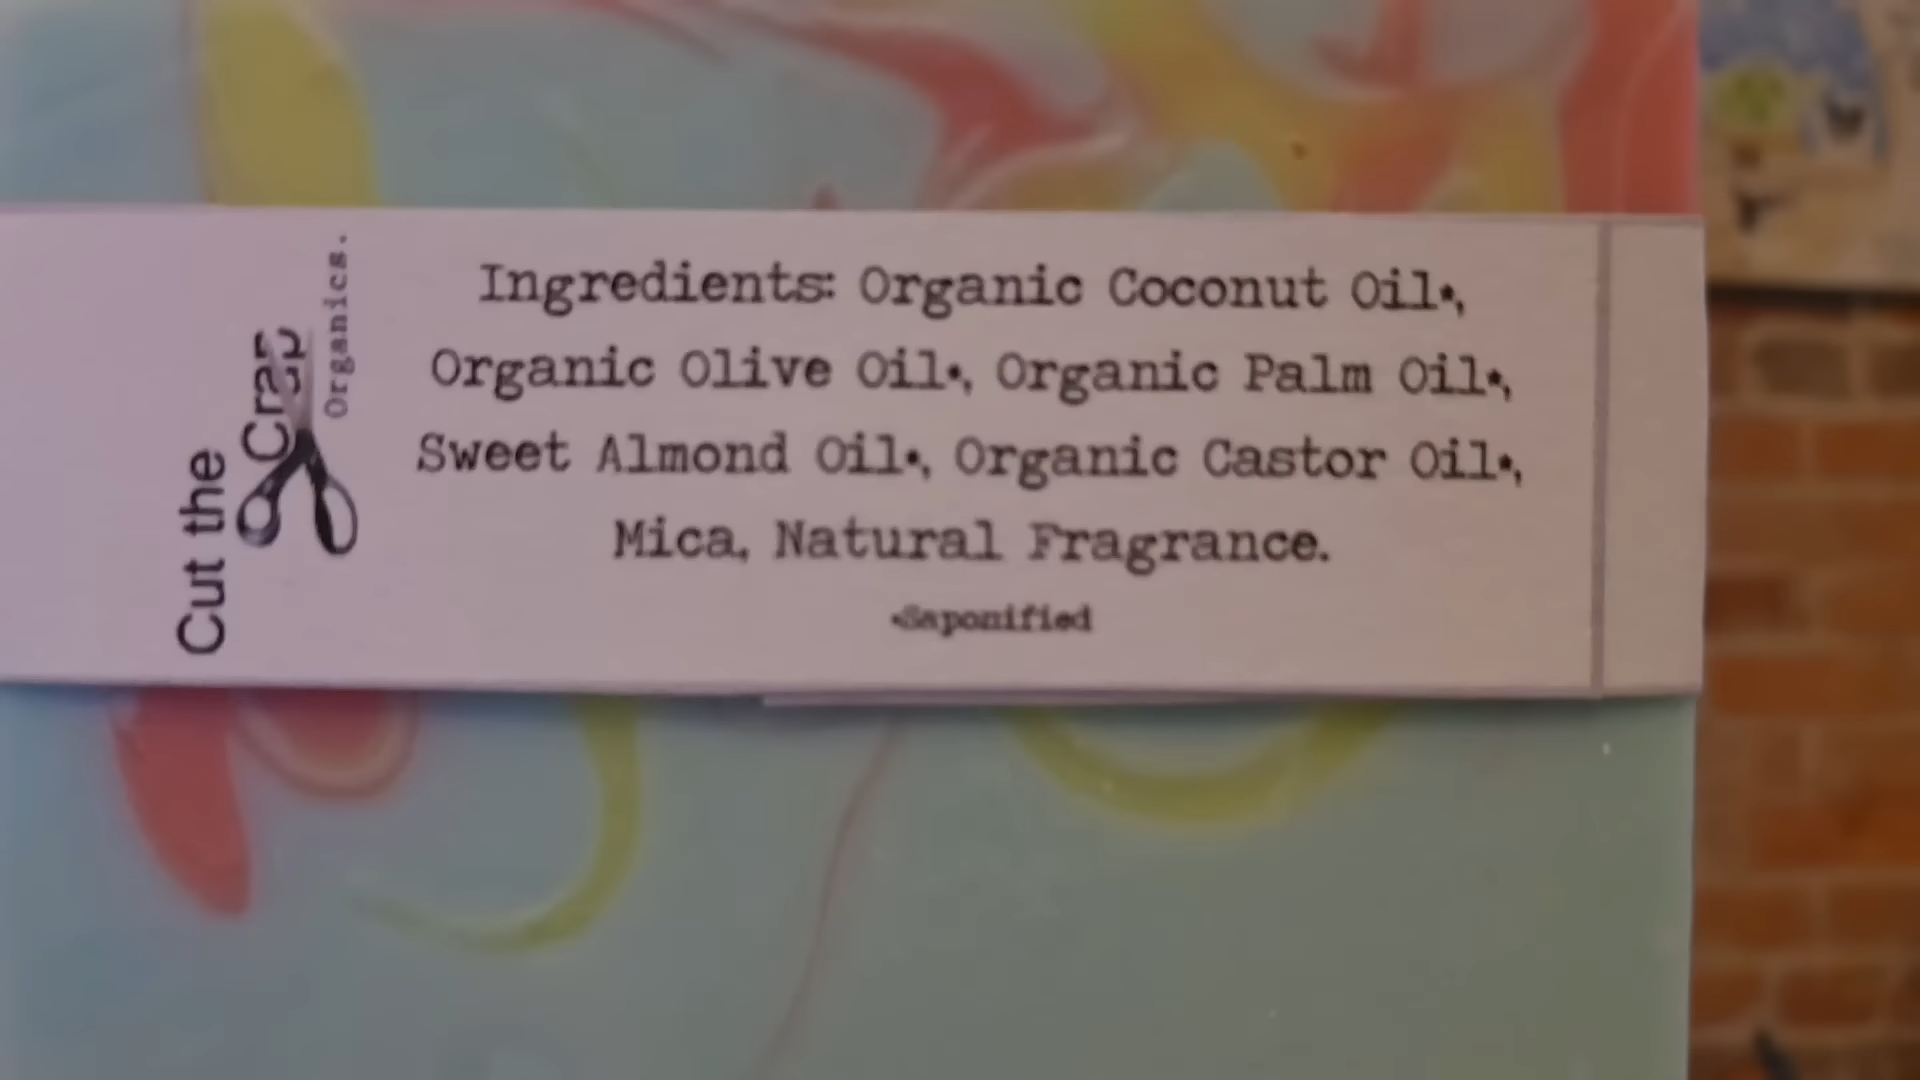 Cut the
Crap
Organics.
Ingredients: Organic Coconut Oil•,
Organic Olive Oil•, Organic Palm Oil•,
Sweet Almond Oil•, Organic Castor Oil•,
Mica, Natural Fragrance.
•Saponified